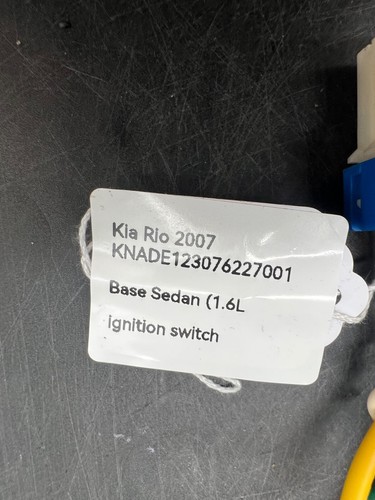 Kia Rio 2007
KNADE123076227001
Base Sedan (1.6L
ignition switch